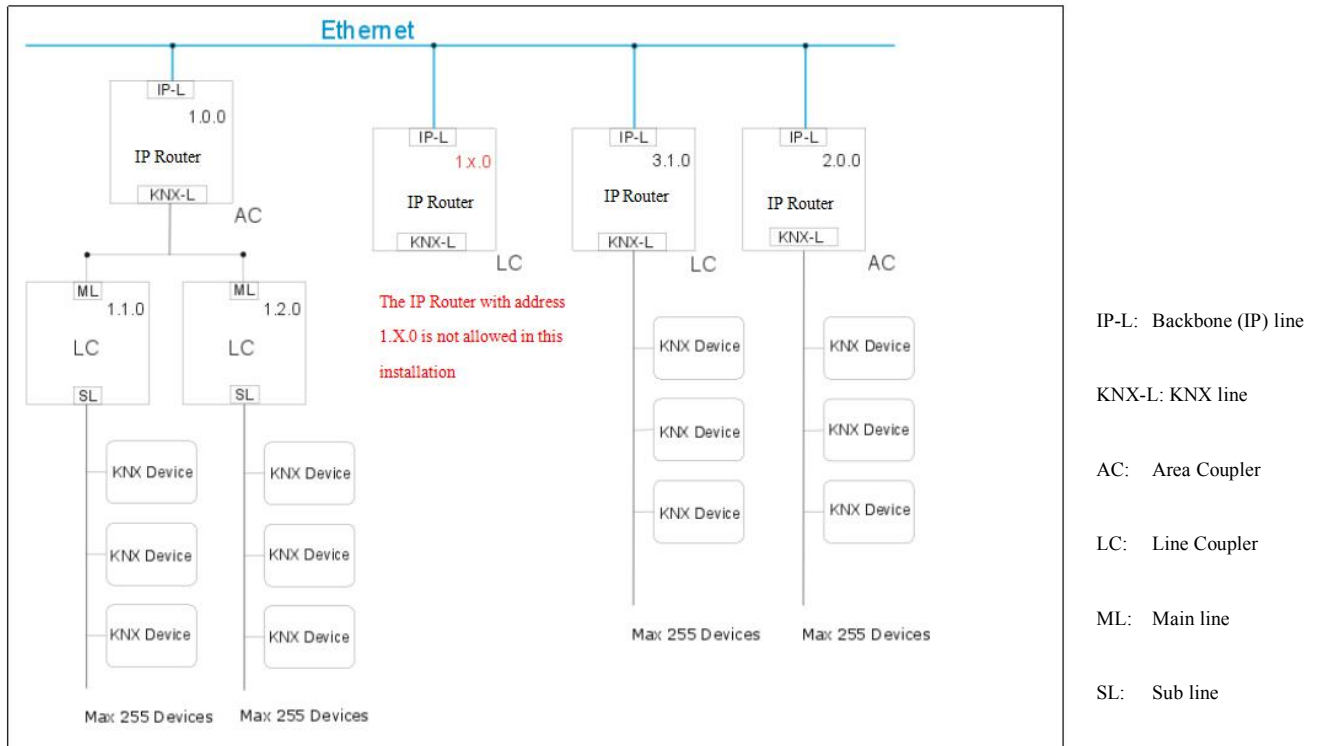 Ethernet
IP-L
1.0.0
IP Router
KNX-L
AC
ML
1.1.0
LC
SL
ML
1.2.0
LC
SL
KNX Device
KNX Device
KNX Device
Max 255 Devices
KNX Device
KNX Device
KNX Device
Max 255 Devices
IP-L
1.x.0
IP Router
KNX-L
LC
The IP Router with address
1.X.0 is not allowed in this
installation
IP-L
3.1.0
IP Router
KNX-L
LC
KNX Device
KNX Device
KNX Device
Max 255 Devices
IP-L
2.0.0
IP Router
KNX-L
AC
KNX Device
KNX Device
KNX Device
Max 255 Devices
IP-L: Backbone (IP) line
KNX-L: KNX line
AC: Area Coupler
LC: Line Coupler
ML: Main line
SL: Sub line